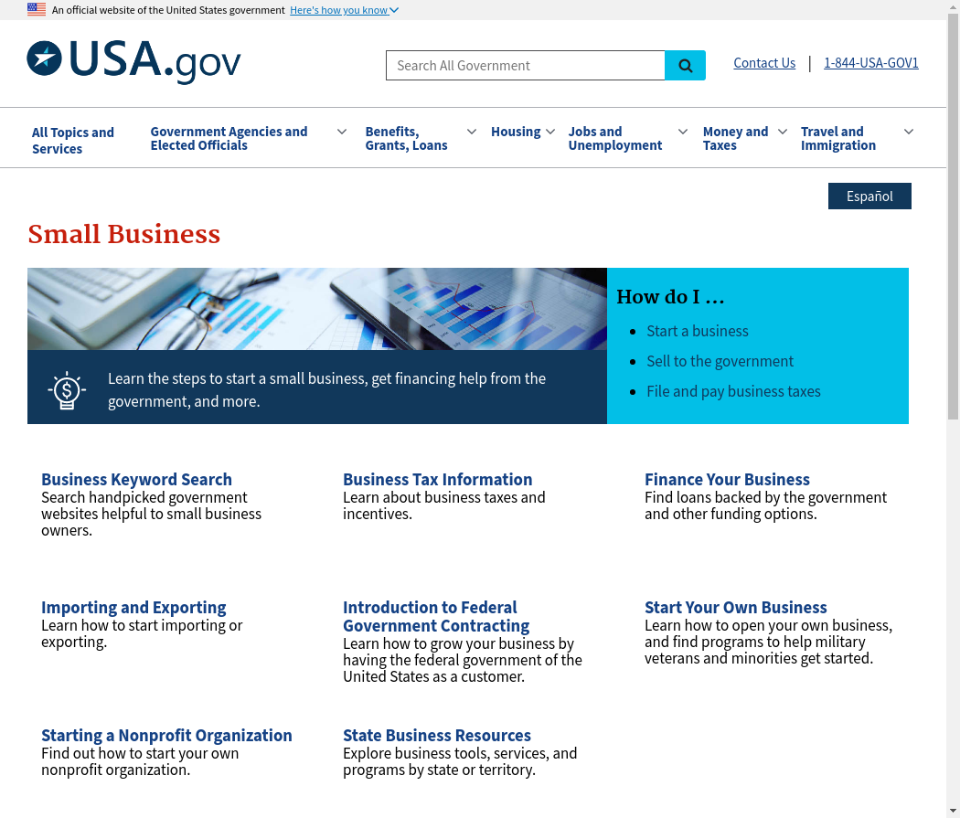 An official website of the United States government Here's how you know
USA.gov
Search All Government
Contact Us
1-844-USA-GOV1
All Topics and
Services
Government Agencies and
Elected Officials
Benefits,
Grants, Loans
Housing
Jobs and
Unemployment
Money and
Taxes
Travel and
Immigration
Español
Small Business
How do I ...
Start a business
Sell to the government
File and pay business taxes
Learn the steps to start a small business, get financing help from the
government, and more.
Business Keyword Search
Search handpicked government
websites helpful to small business
owners.
Business Tax Information
Learn about business taxes and
incentives.
Finance Your Business
Find loans backed by the government
and other funding options.
Importing and Exporting
Learn how to start importing or
exporting.
Introduction to Federal
Government Contracting
Learn how to grow your business by
having the federal government of the
United States as a customer.
Start Your Own Business
Learn how to open your own business,
and find programs to help military
veterans and minorities get started.
Starting a Nonprofit Organization
Find out how to start your own
nonprofit organization.
State Business Resources
Explore business tools, services, and
programs by state or territory.